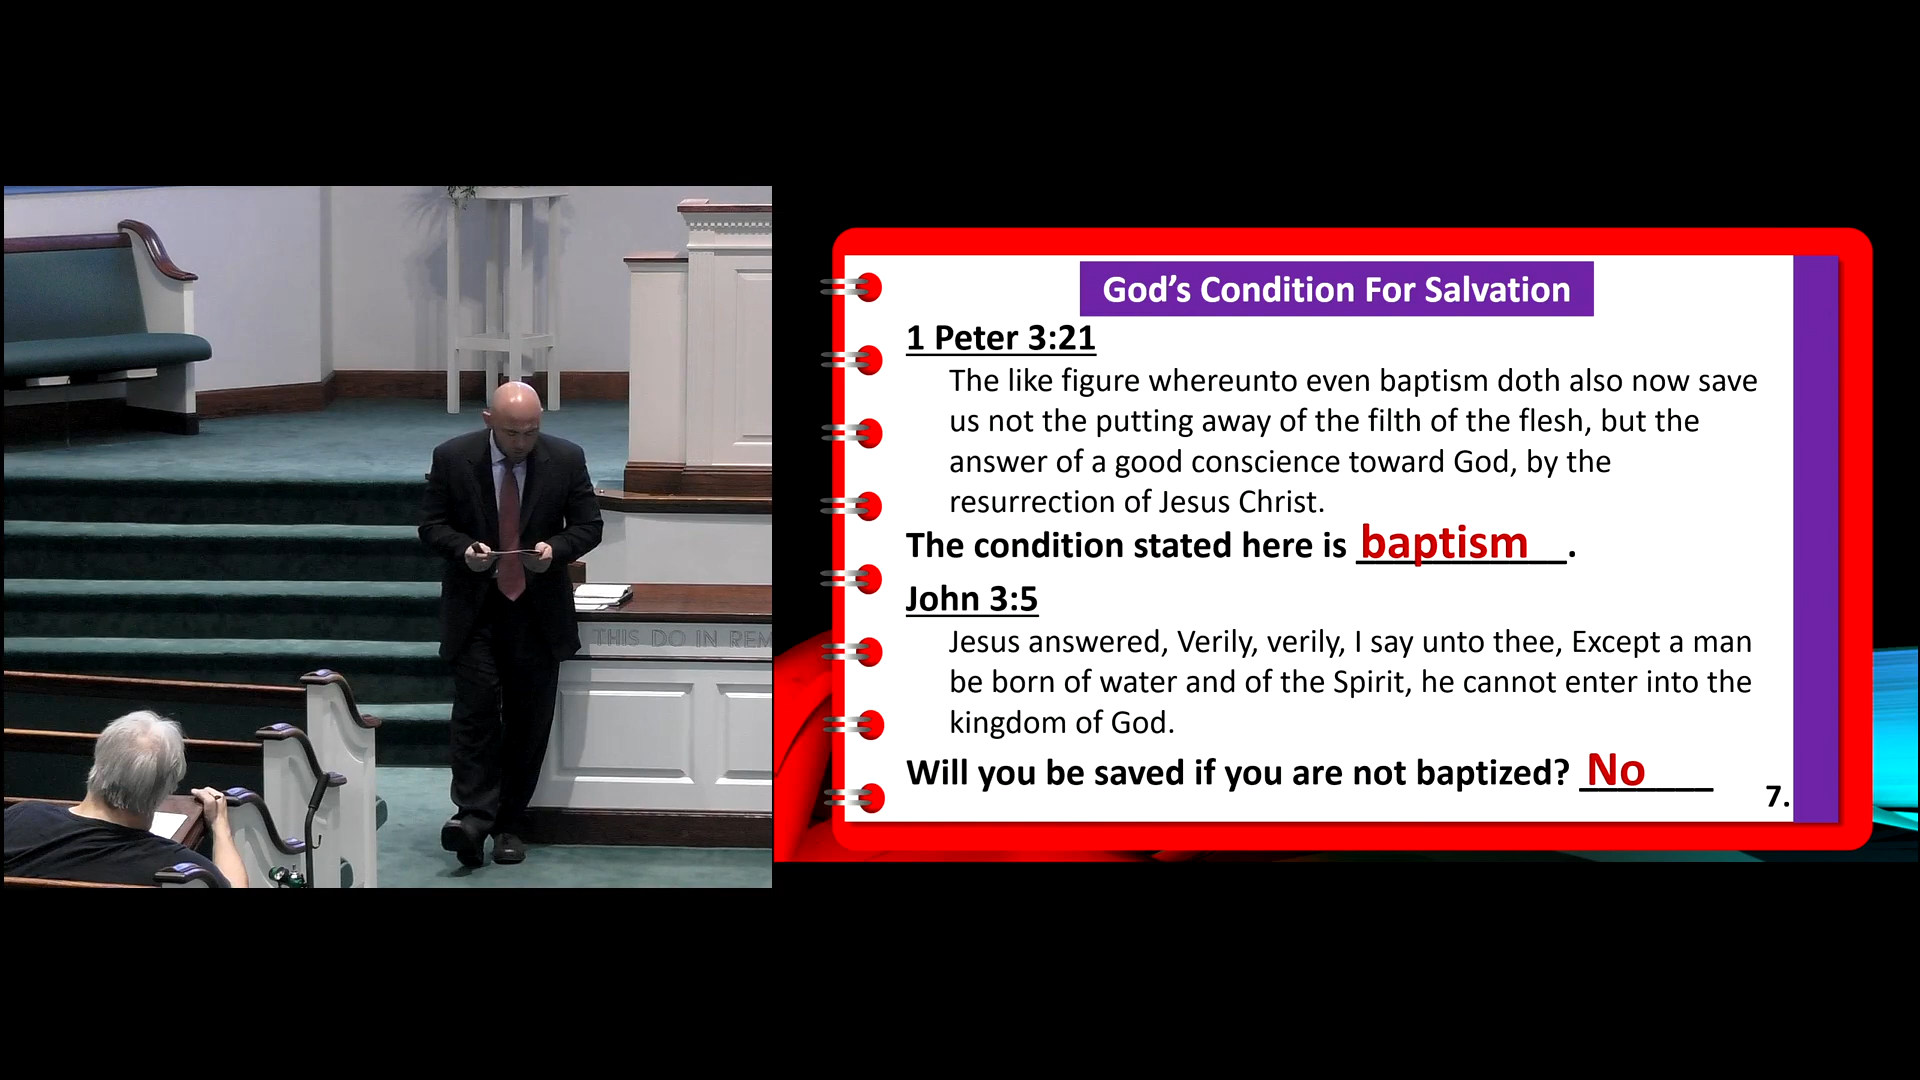 THIS DO IN REM
God’s Condition For Salvation
1 Peter 3:21
The like figure whereunto even baptism doth also now save
us not the putting away of the filth of the flesh, but the
answer of a good conscience toward God, by the
resurrection of Jesus Christ.
The condition stated here is baptism.
John 3:5
Jesus answered, Verily, verily, I say unto thee, Except a man
be born of water and of the Spirit, he cannot enter into the
kingdom of God.
Will you be saved if you are not baptized? No
7.